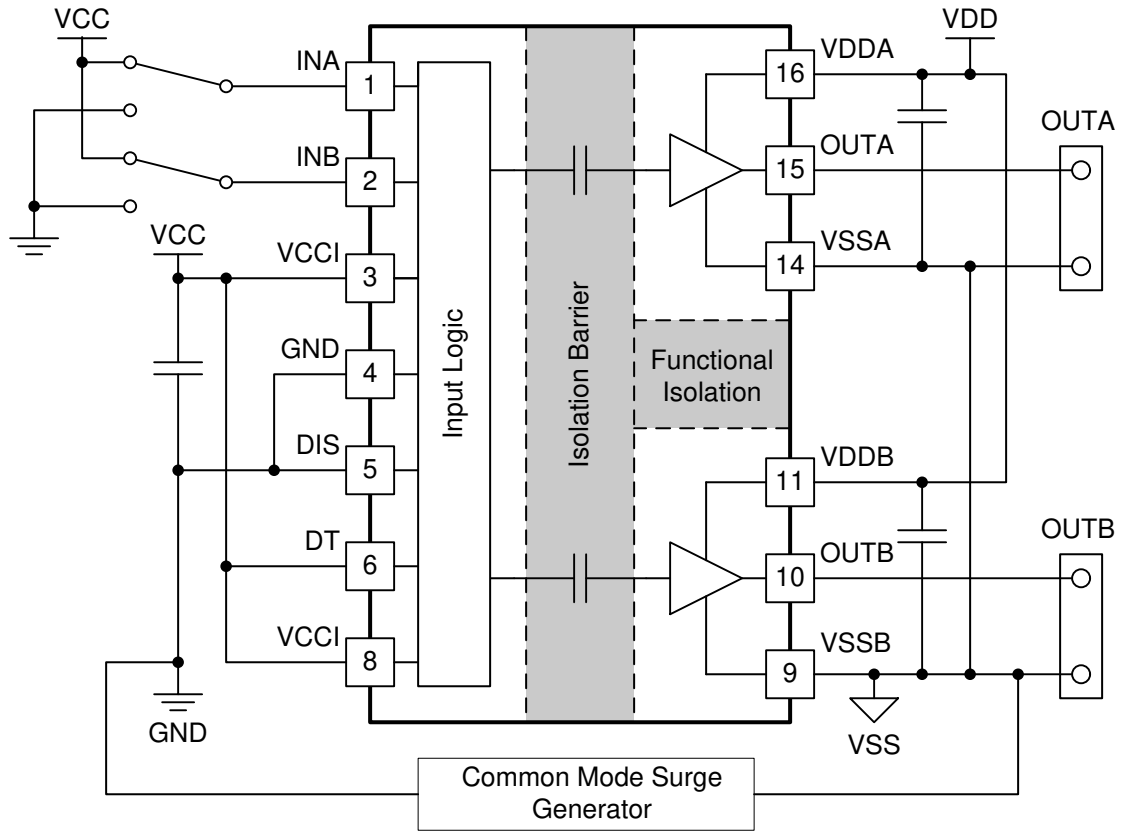 VCC
VDD
INA
1
VDDA
16
OUTA
INB
2
OUTA
15
VCC
VCCI
3
VSSA
14
GND
4
Functional
Isolation
Input Logic
Isolation Barrier
DIS
5
VDDB
11
OUTB
DT
6
OUTB
10
VCCI
8
VSSB
9
GND
VSS
Common Mode Surge
Generator